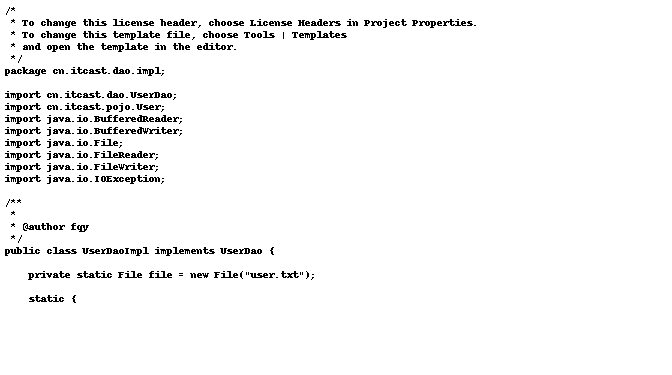 /*
 * To change this license header, choose License Headers in Project Properties.
 * To change this template file, choose Tools | Templates
 * and open the template in the editor.
 */
package cn.itcast.dao.impl;

import cn.itcast.dao.UserDao;
import cn.itcast.pojo.User;
import java.io.BufferedReader;
import java.io.BufferedWriter;
import java.io.File;
import java.io.FileReader;
import java.io.FileWriter;
import java.io.IOException;

/**
 *
 * @author fqy
 */
public class UserDaoImpl implements UserDao {

    private static File file = new File("user.txt");

    static {